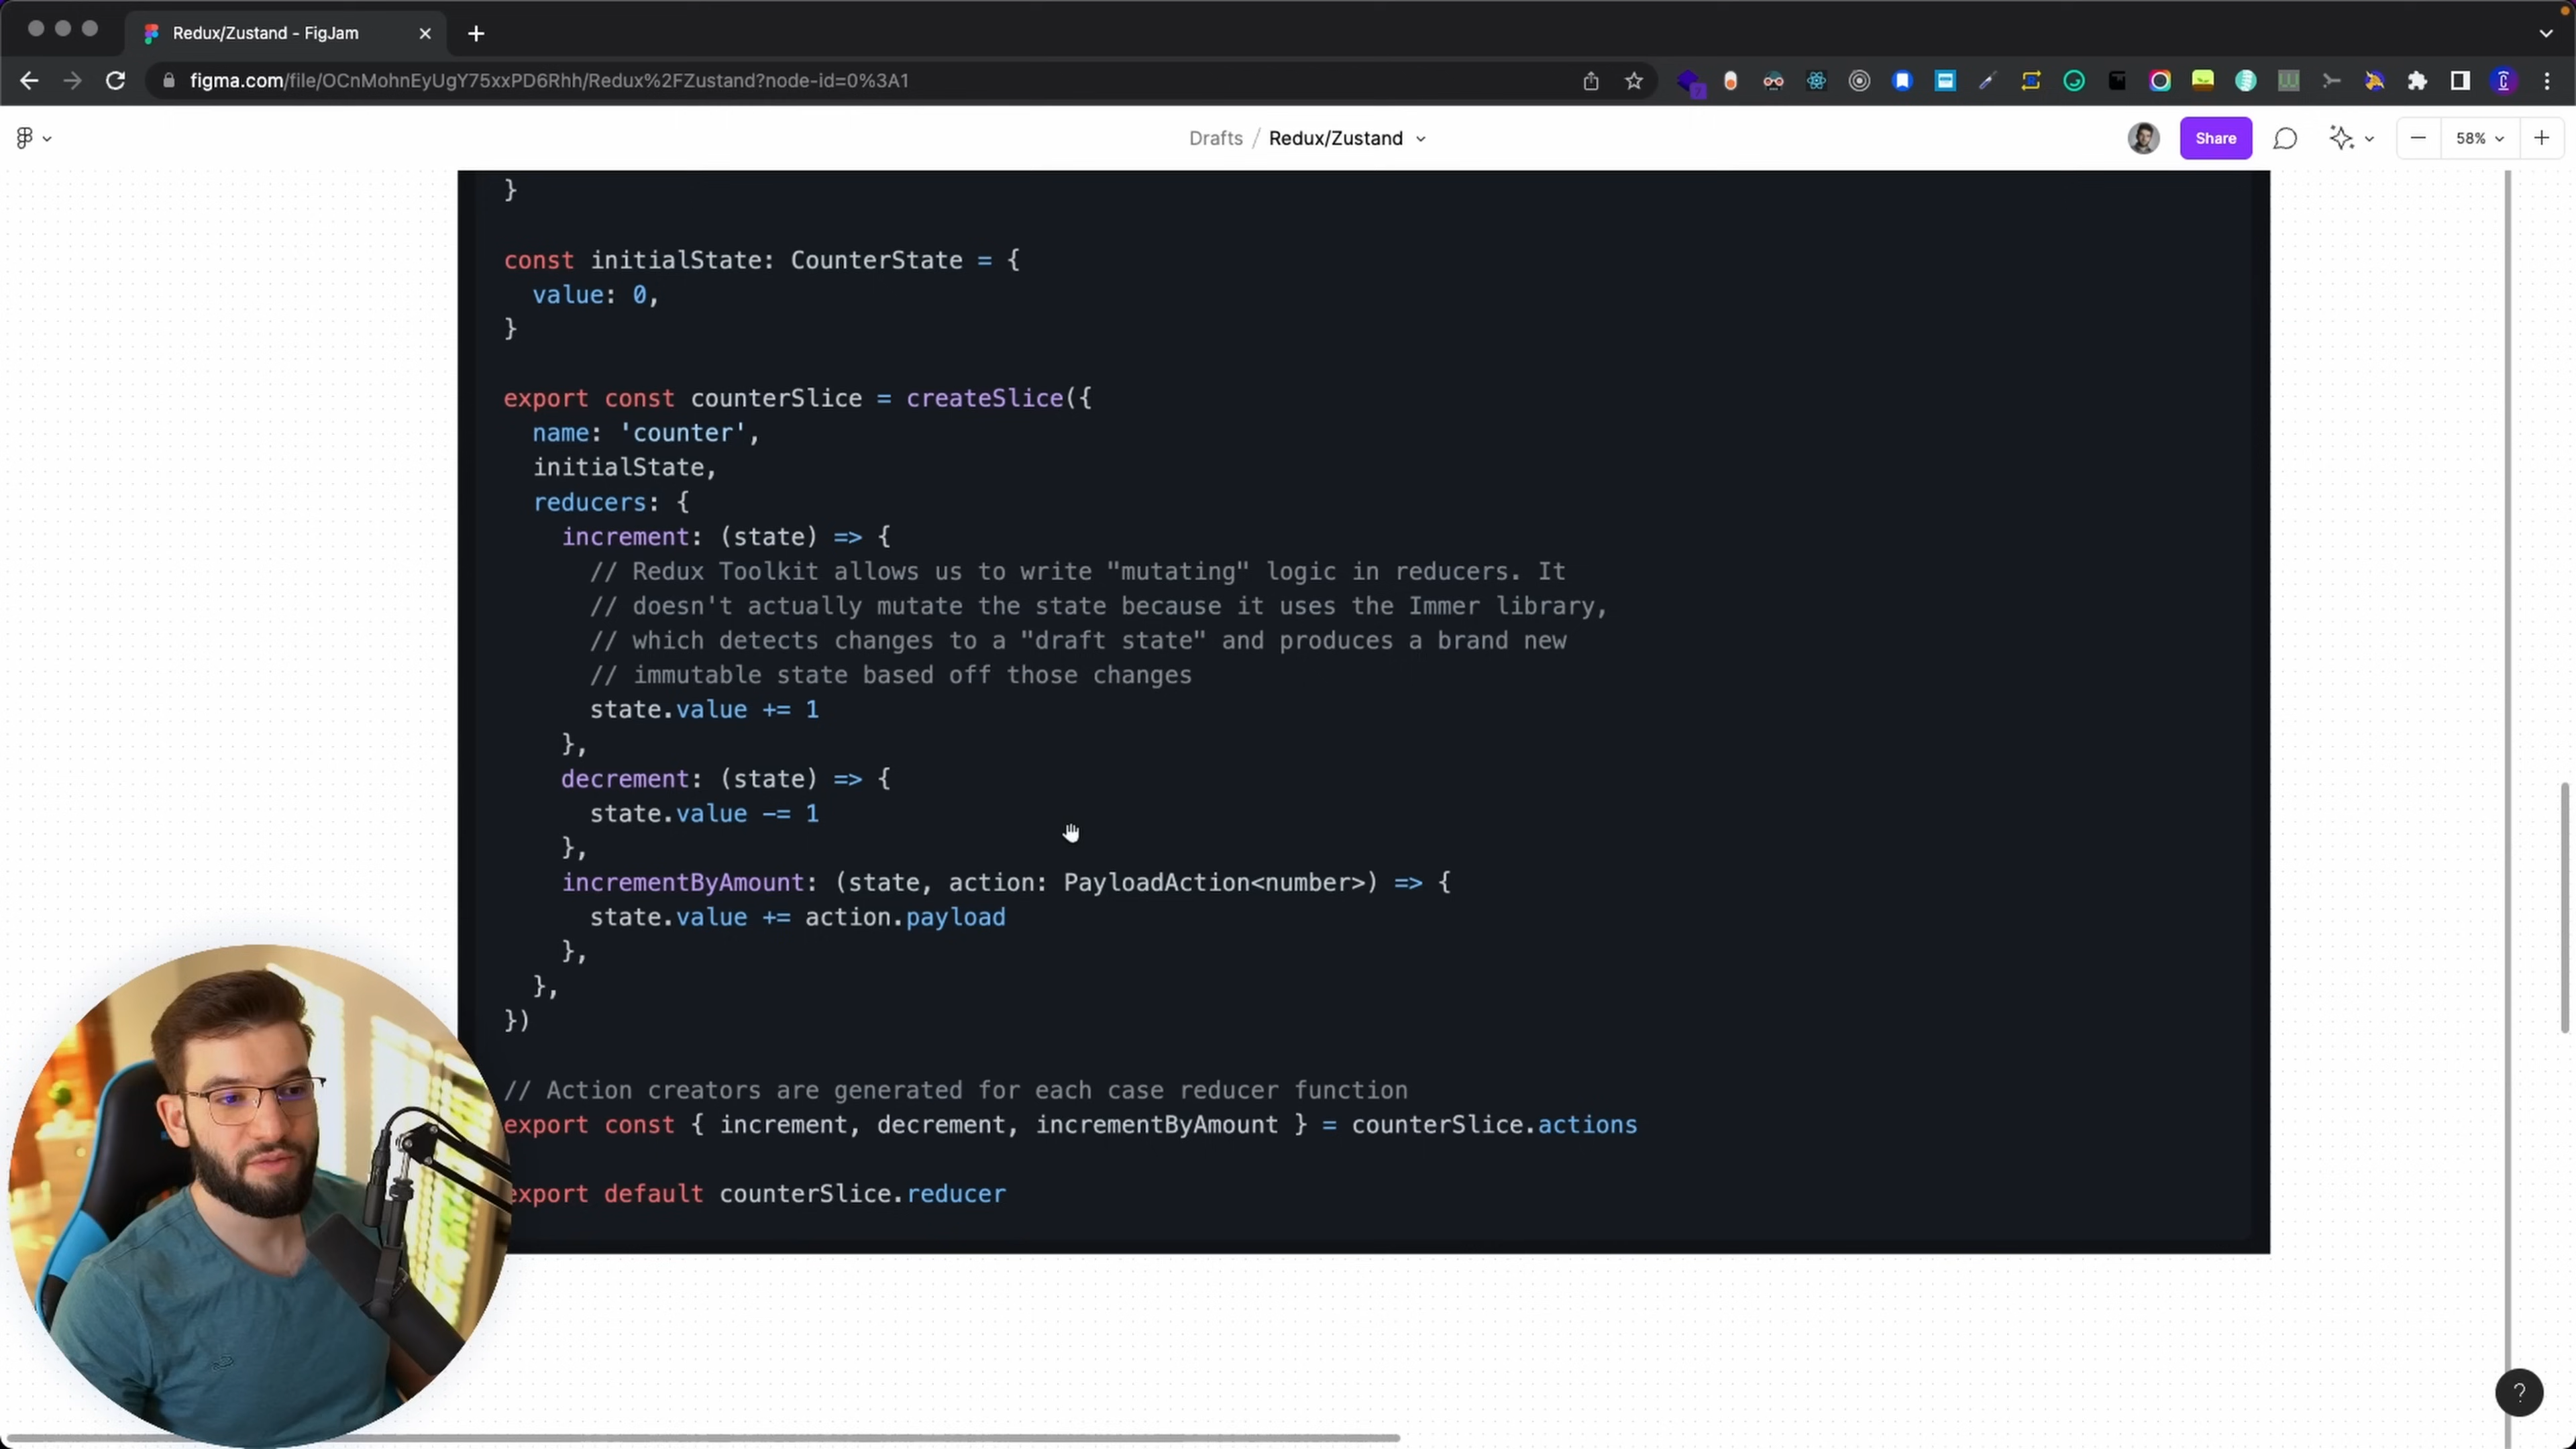 Redux/Zustand - FigJam
figma.com/file/OCnMohnEyUgY75xxPD6Rhh/Redux%2FZustand?node-id=0%3A1
Drafts / Redux/Zustand
Share
58%
}
const initialState: CounterState = {
  value: 0,
}
export const counterSlice = createSlice({
  name: 'counter',
  initialState,
  reducers: {
    increment: (state) => {
      // Redux Toolkit allows us to write "mutating" logic in reducers. It
      // doesn't actually mutate the state because it uses the Immer library,
      // which detects changes to a "draft state" and produces a brand new
      // immutable state based off those changes
      state.value += 1
    },
    decrement: (state) => {
      state.value -= 1
    },
    incrementByAmount: (state, action: PayloadAction<number>) => {
      state.value += action.payload
    },
  },
})
// Action creators are generated for each case reducer function
export const { increment, decrement, incrementByAmount } = counterSlice.actions
export default counterSlice.reducer
?